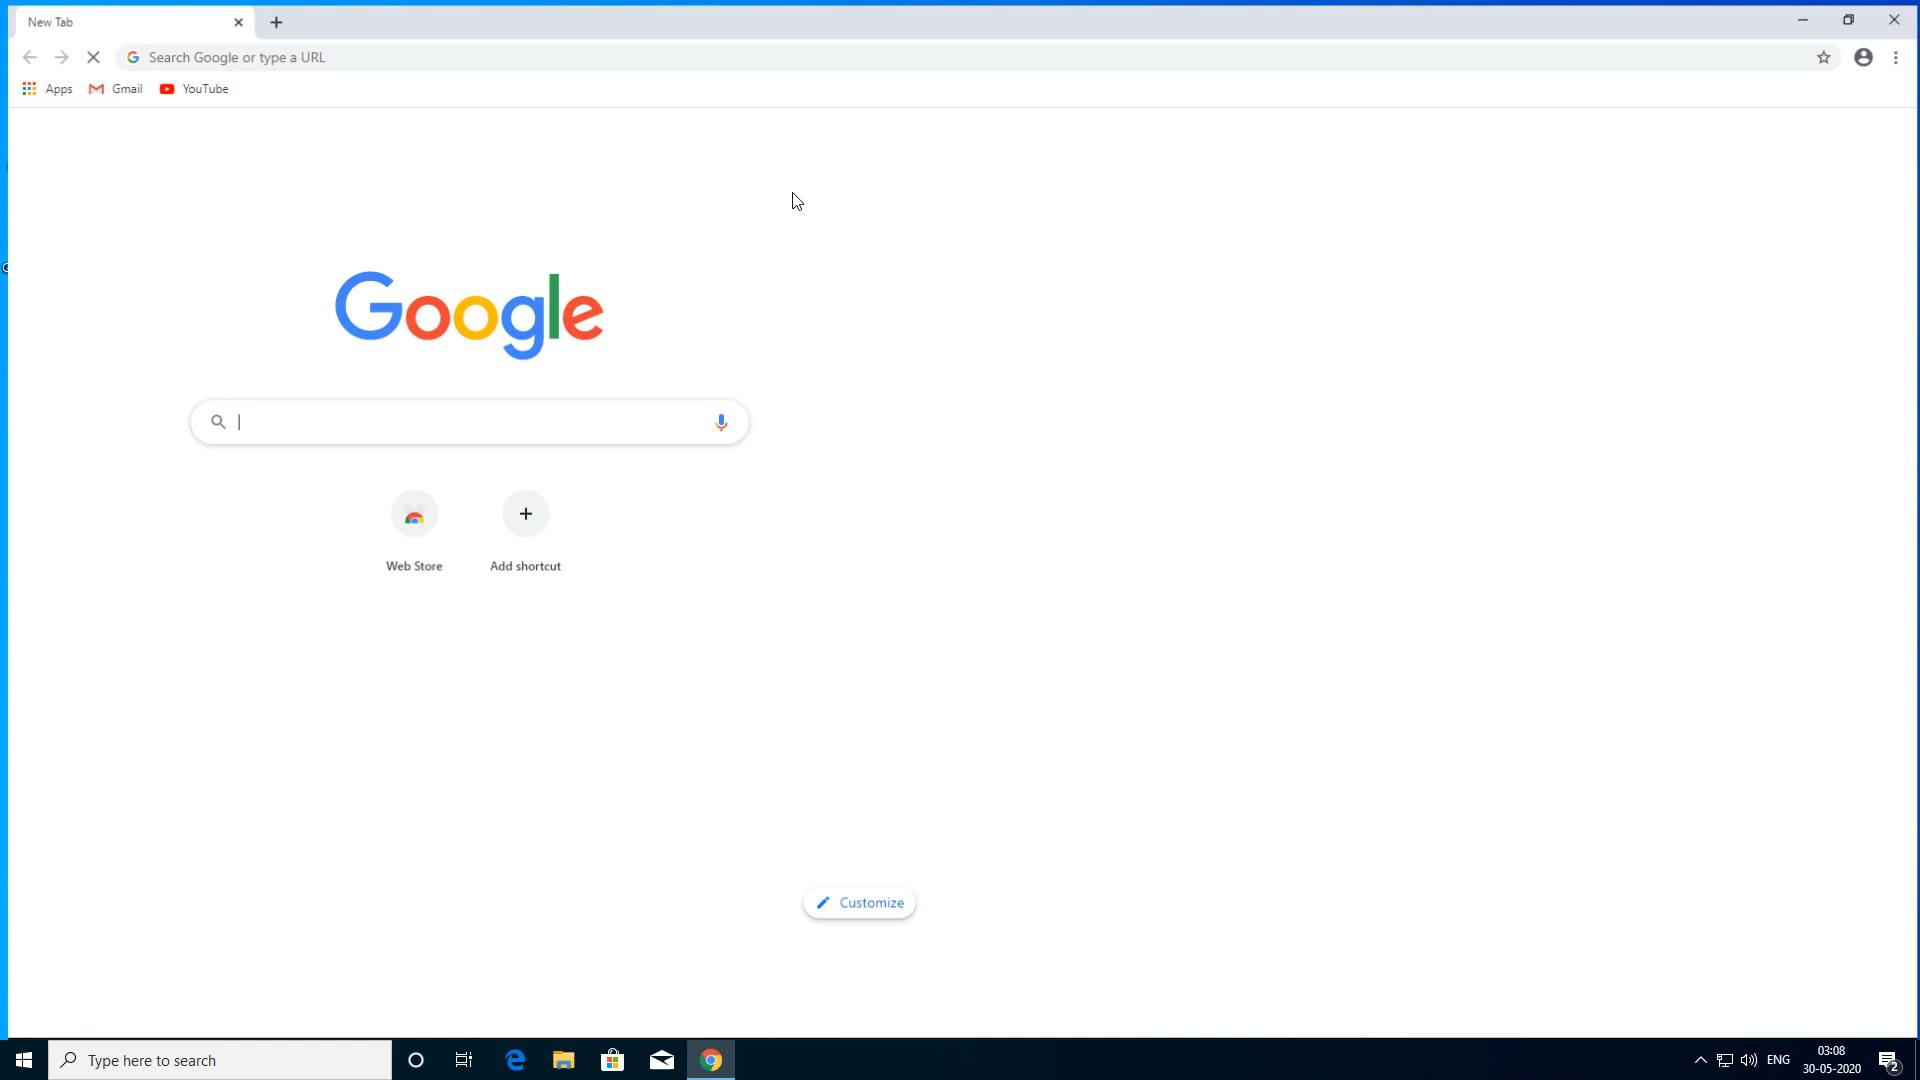 New Tab
Search Google or type a URL
Apps Gmail YouTube
Google
Web Store Add shortcut
Customize
Type here to search
ENG
03:08
30-05-2020
2